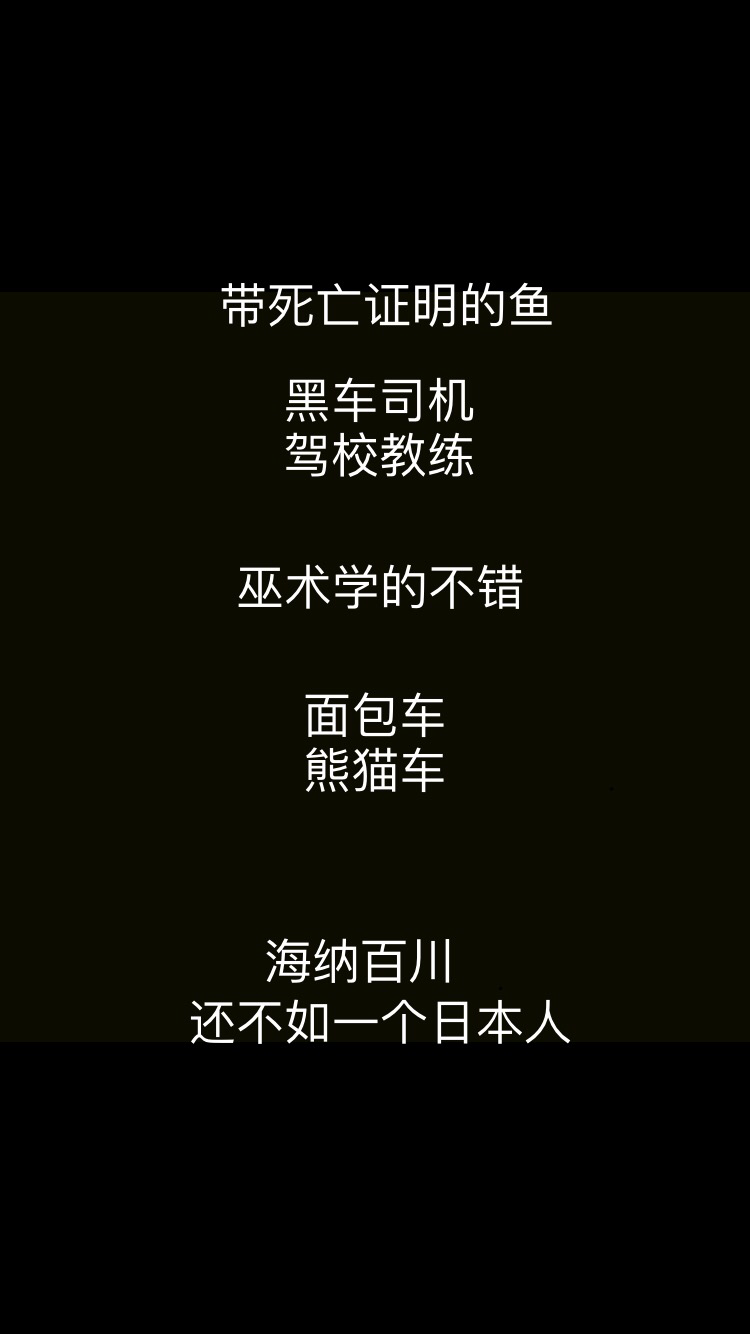 带死亡证明的鱼
黑车司机
驾校教练
巫术学的不错
面包车
熊猫车
海纳百川
还不如一个日本人